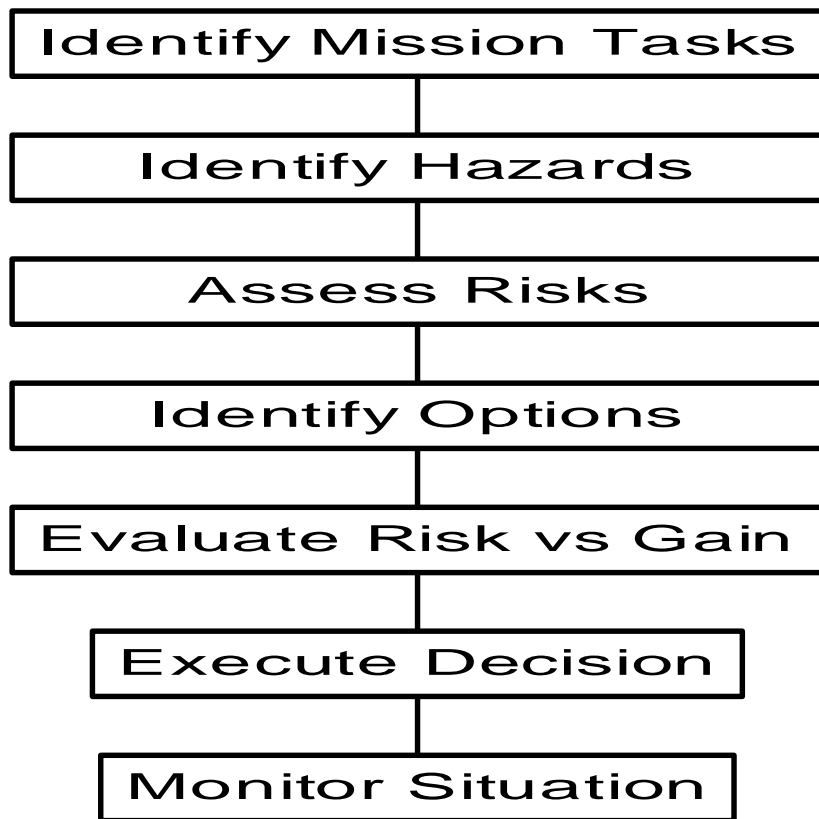 Identify Mission Tasks
Identify Hazards
Assess Risks
Identify Options
Evaluate Risk vs Gain
Execute Decision
Monitor Situation